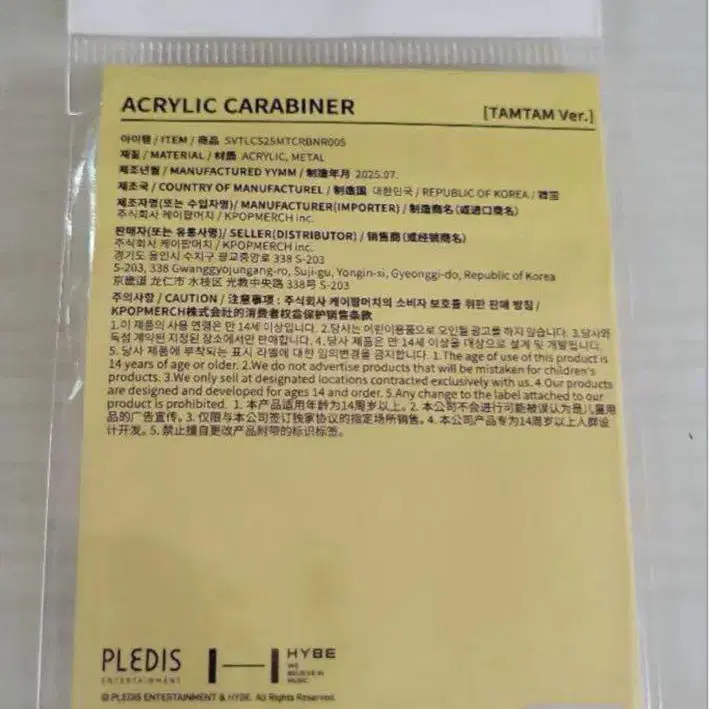 ACRYLIC CARABINER
[TAMTAM Ver.]
아이템 / ITEM / 商品 SVTLCS25MTCRBNR005
재질 / MATERIAL / 材质 ACRYLIC, METAL
제조년월 / MANUFACTURED YYMM / 制造年月 2025.07.
제조국 / COUNTRY OF MANUFACTUREL / 制造国 대한민국 / REPUBLIC OF KOREA / 韩国
제조자명(또는 수입자명)/ MANUFACTURER(IMPORTER) / 制造商名(或进口商名)
주식회사 케이팝머치 / KPOPMERCH inc.
판매자(또는 유통사명)/ SELLER(DISTRIBUTOR) / 销售商(或经销商名)
주식회사 케이팝머치 / KPOPMERCH inc.
경기도 용인시 수지구 광교중앙로 338 S-203
S-203, 338 Gwanggyojungang-ro, Suji-gu, Yongin-si, Gyeonggi-do, Republic of Korea
京畿道 龙仁市 水枝区 光教中央路 338号 S-203
주의사항 / CAUTION / 注意事项 : 주식회사 케이팝머치의 소비자 보호를 위한 판매 방침 /
KPOPMERCH株式会社的消费者权益保护销售条款
1.이 제품의 사용 연령은 만 14세 이상입니다. 2.당사는 어린이용품으로 오인될 광고를 하지 않습니다. 3.당사와
독점 계약된 지정된 장소에서만 판매합니다. 4. 당사 제품은 만 14세 이상을 대상으로 설계 및 개발됩니다.
5. 당사 제품에 부착되는 표시 라벨에 대한 임의변경을 금지합니다. 1.The age of use of this product is
14 years of age or older. 2.We do not advertise products that will be mistaken for children's
products. 3.We only sell at designated locations contracted exclusively with us. 4.Our products
are designed and developed for ages 14 and order. 5.Any change to the label attached to our
product is prohibited. 1. 本产品适用年龄为14周岁以上。2. 本公司不会进行可能被误认为是儿童用
品的广告宣传。3. 仅限与本公司签订独家协议的指定场所销售。4. 本公司产品专为14周岁以上人群设
计开发。5. 禁止擅自更改产品附带的标识标签。
PLEDIS
ENTERTAINMENT
HYBE
WE
BELIEVE IN
MUSIC
© PLEDIS ENTERTAINMENT & HYBE. All Rights Reserved.